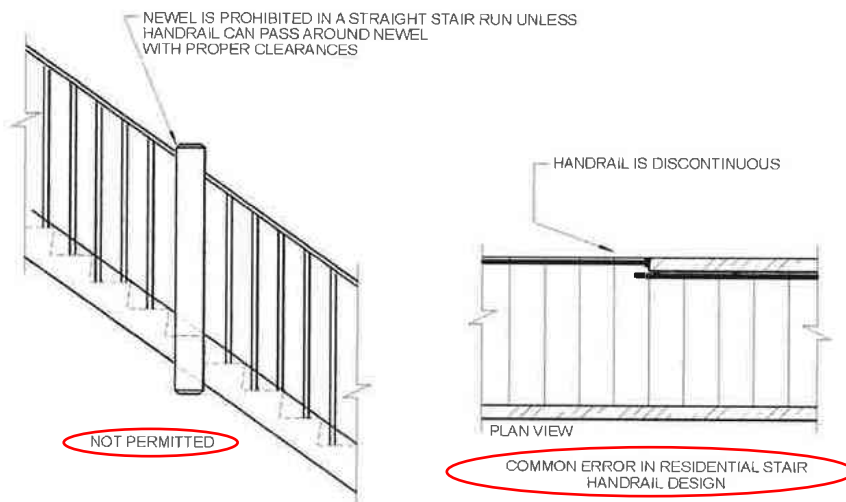 NEWEL IS PROHIBITED IN A STRAIGHT STAIR RUN UNLESS
HANDRAIL CAN PASS AROUND NEWEL
WITH PROPER CLEARANCES
HANDRAIL IS DISCONTINUOUS
NOT PERMITTED
PLAN VIEW
COMMON ERROR IN RESIDENTIAL STAIR
HANDRAIL DESIGN